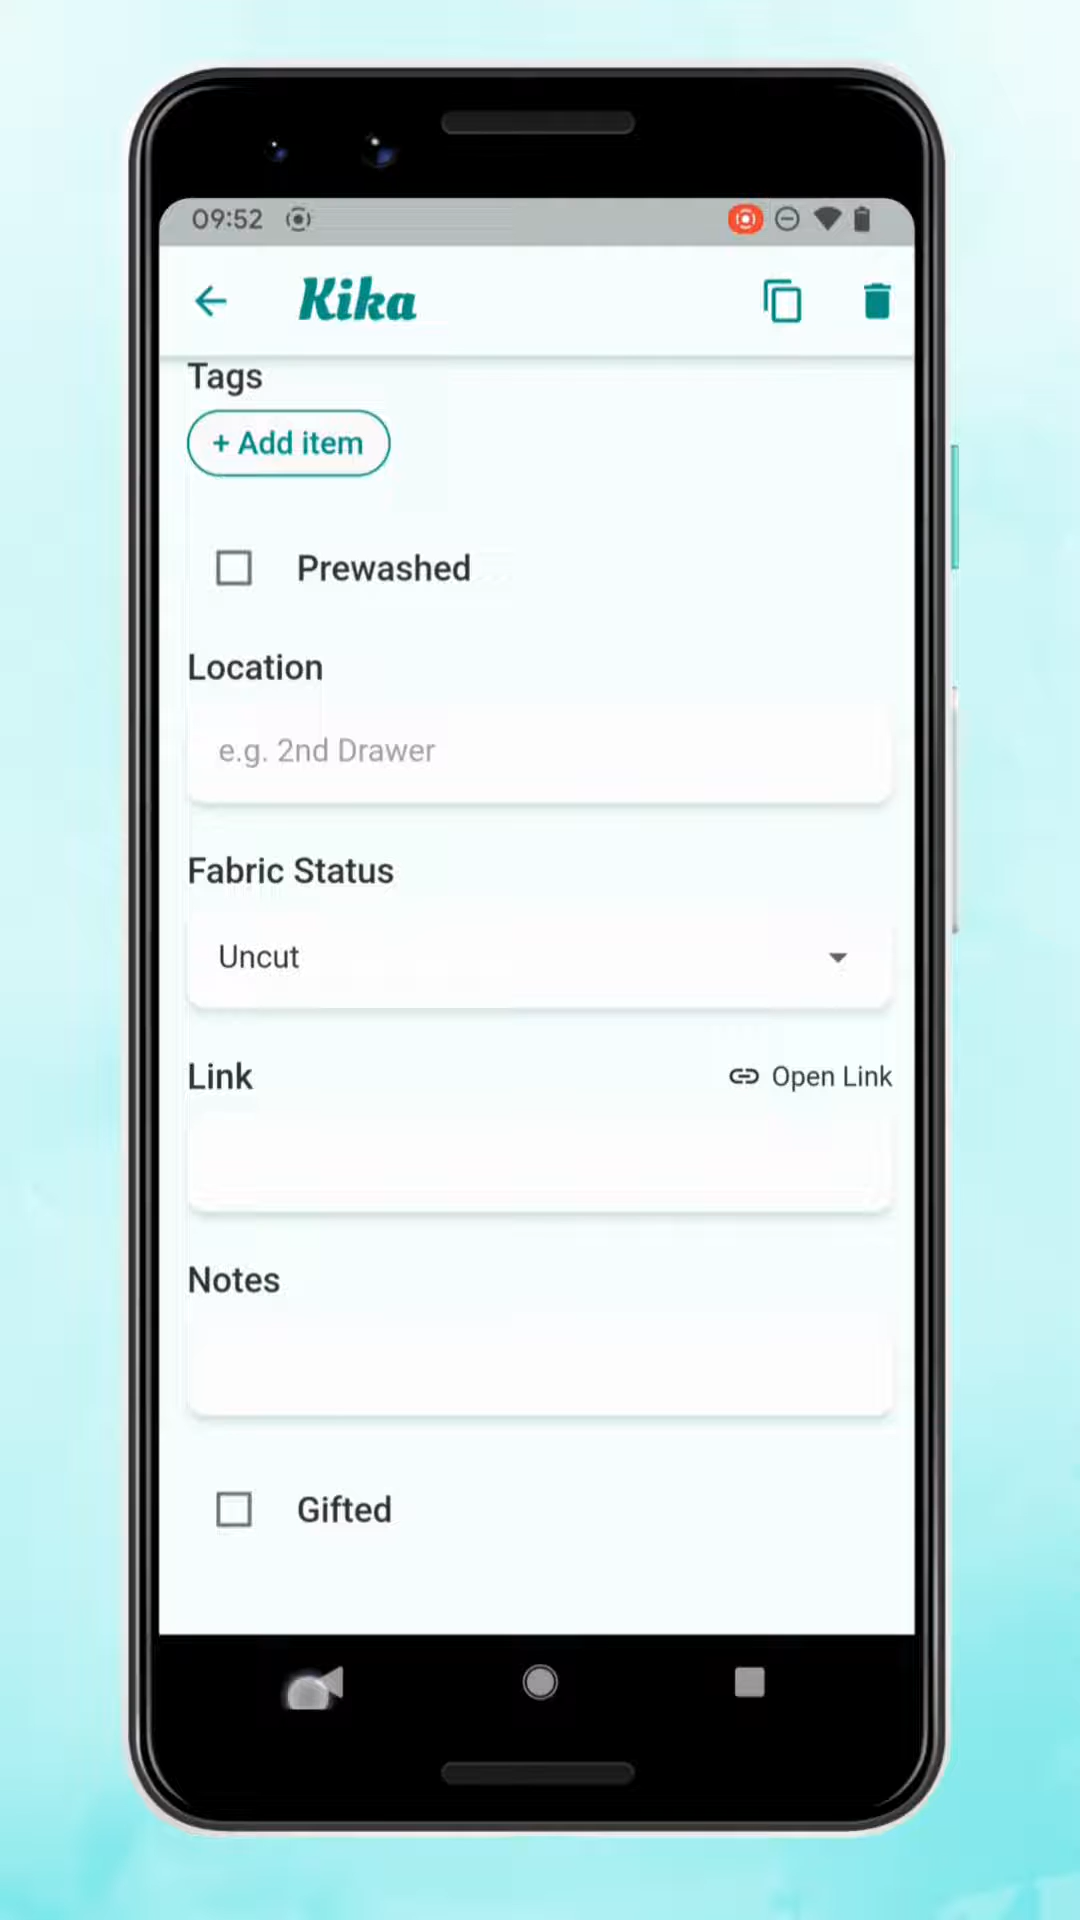 09:52
Kika
Tags
+ Add item
Prewashed
Location
e.g. 2nd Drawer
Fabric Status
Uncut
Link
Open Link
Notes
Gifted